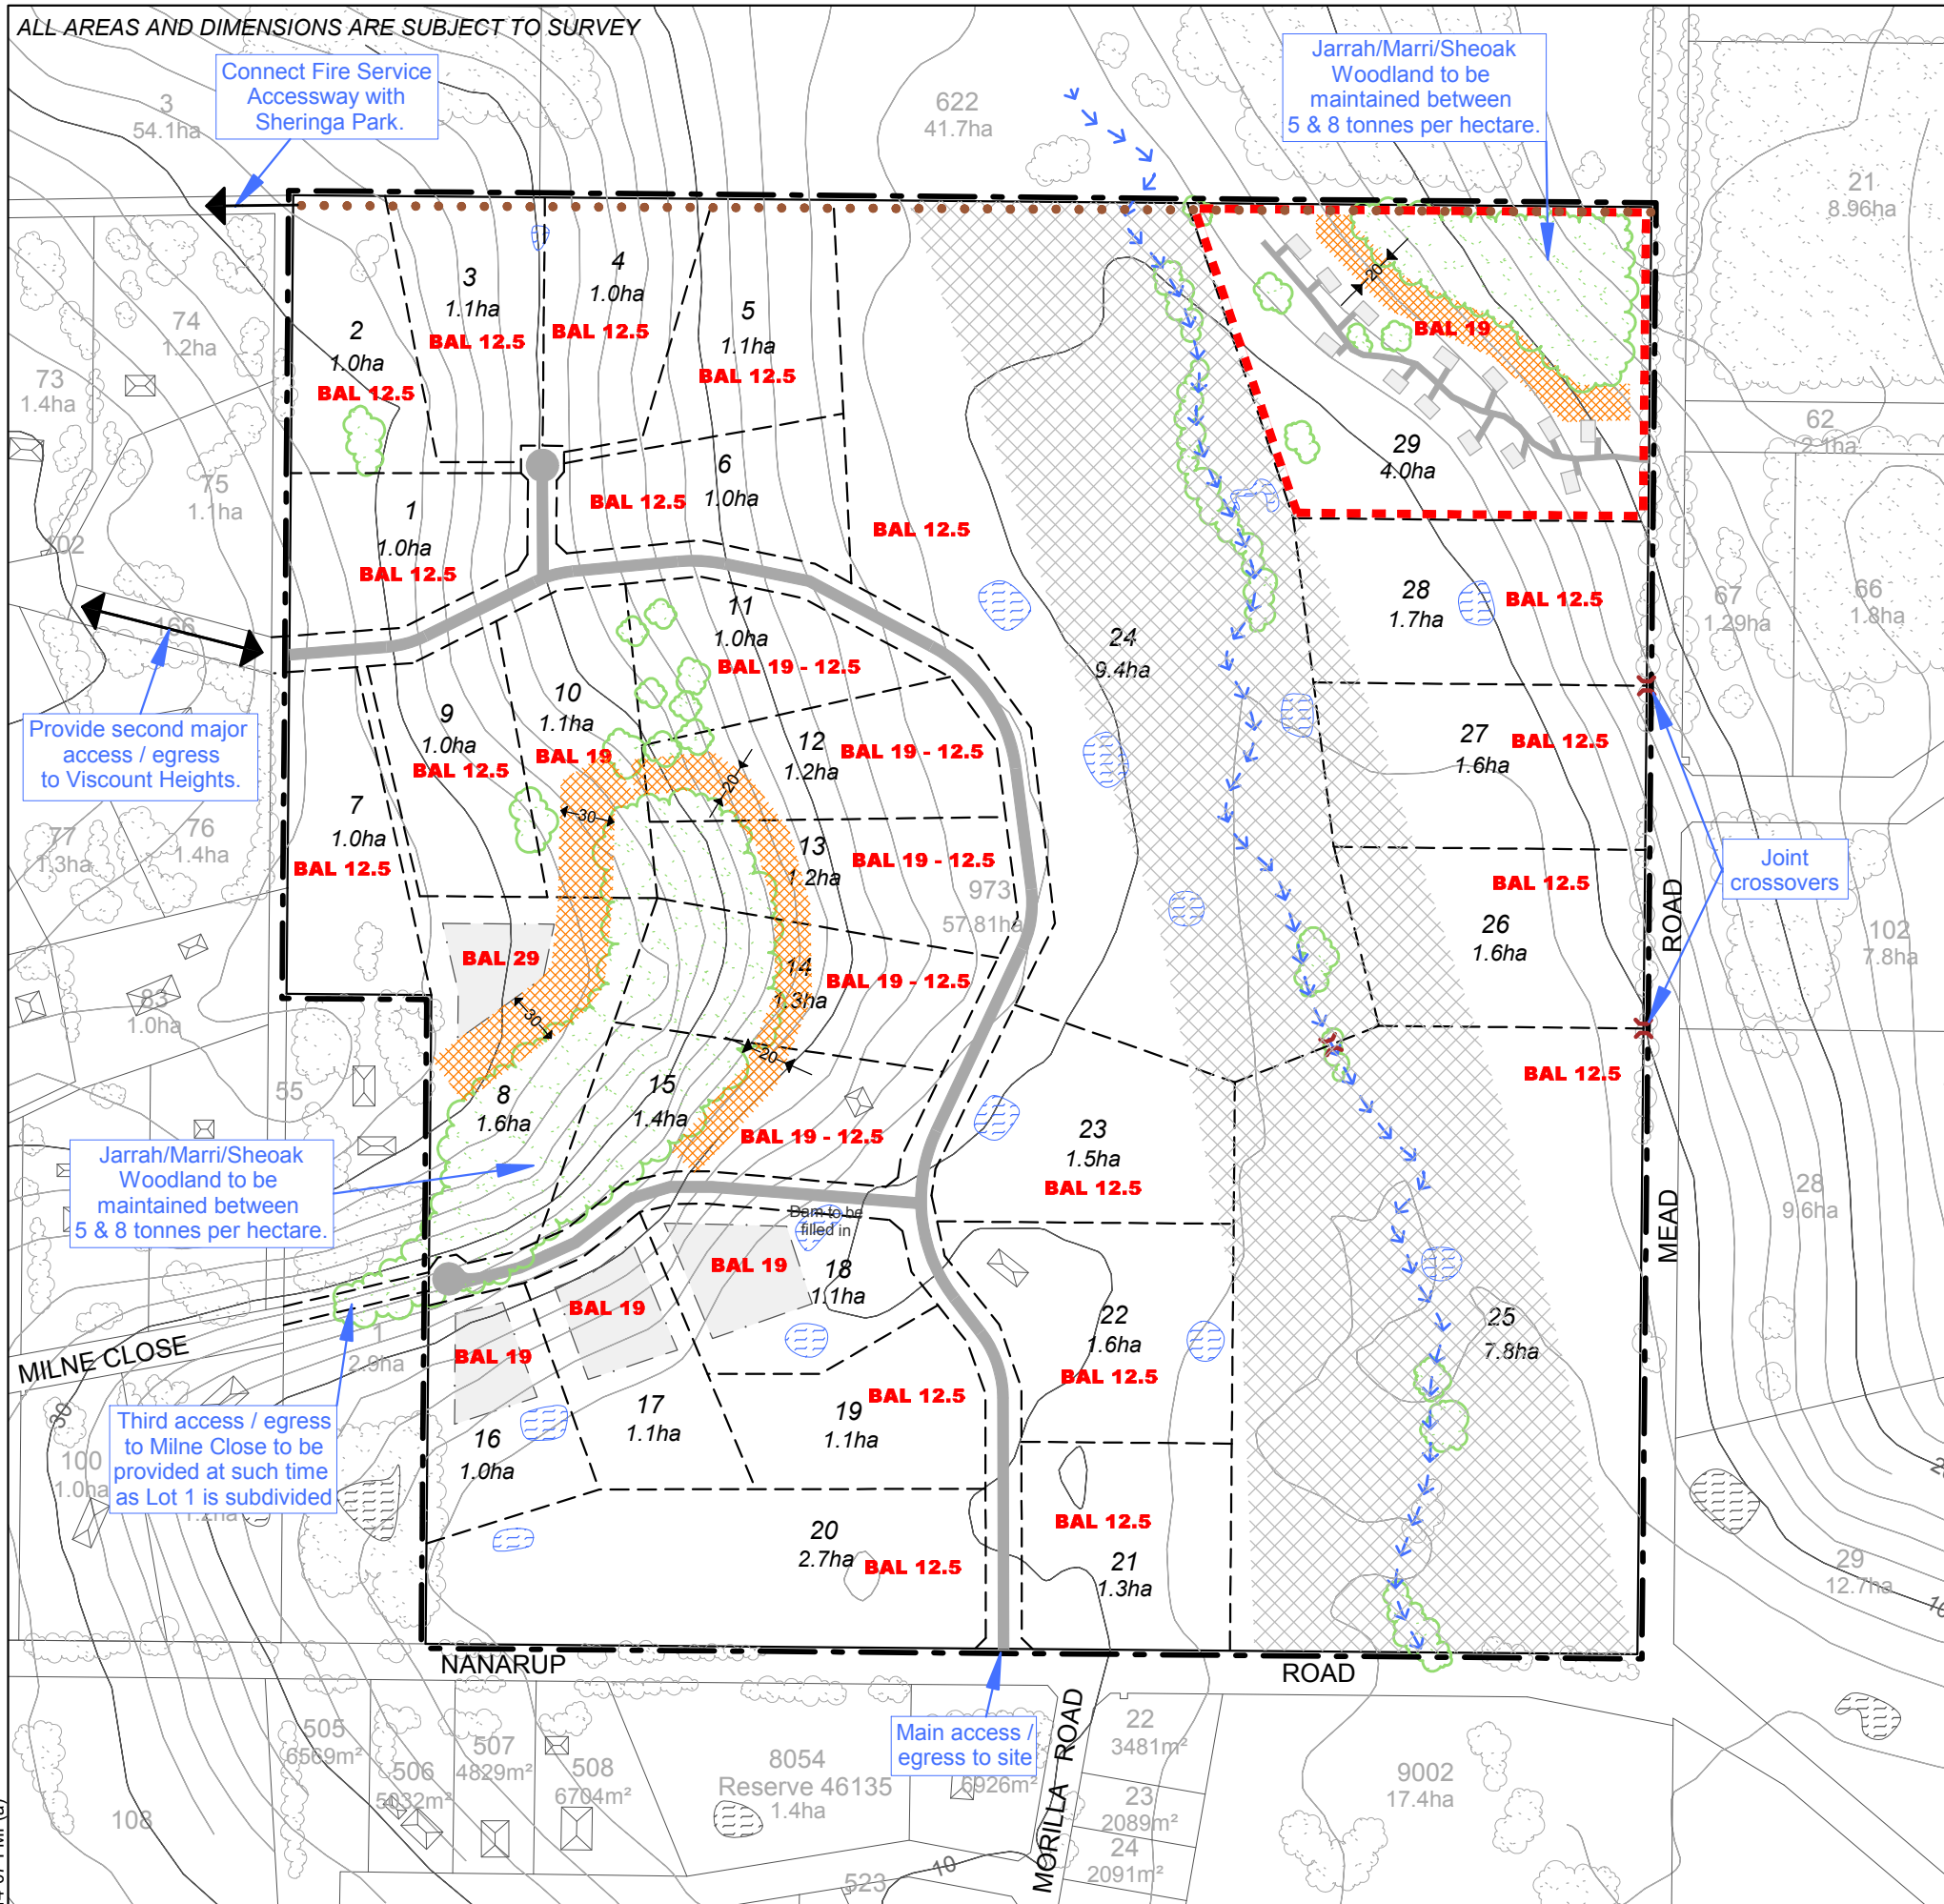 ALL AREAS AND DIMENSIONS ARE SUBJECT TO SURVEY
Connect Fire Service
Accessway with
Sheringa Park.
Jarrah/Marri/Sheoak
Woodland to be
maintained between
5 & 8 tonnes per hectare.
3
54.1ha
622
41.7ha
21
8.96ha
2
1.0ha
BAL 12.5
3
1.1ha
BAL 12.5
4
1.0ha
BAL 12.5
5
1.1ha
BAL 12.5
20
BAL 19
74
1.2ha
73
1.4ha
75
1.1ha
102
62
2.1ha
29
4.0ha
6
1.0ha
BAL 12.5
BAL 12.5
1
1.0ha
BAL 12.5
28
1.7ha
BAL 12.5
67
1.29ha
66
1.8ha
166
11
1.0ha
BAL 19 - 12.5
24
9.4ha
Provide second major
access / egress
to Viscount Heights.
9
1.0ha
BAL 12.5
10
1.1ha
BAL 19
12
1.2ha
BAL 19 - 12.5
27
1.6ha
BAL 12.5
20
30
7
1.0ha
BAL 12.5
77
1.3ha
76
1.4ha
13
1.2ha
BAL 19 - 12.5
973
57.81ha
Joint
crossovers
BAL 12.5
26
1.6ha
ROAD
102
7.8ha
BAL 29
30
14
1.3ha
BAL 19 - 12.5
83
1.0ha
55
20
8
1.6ha
15
1.4ha
BAL 19 - 12.5
BAL 12.5
23
1.5ha
BAL 12.5
Jarrah/Marri/Sheoak
Woodland to be
maintained between
5 & 8 tonnes per hectare.
28
9.6ha
MEAD
Dam to be
filled in
BAL 19
18
1.1ha
BAL 19
BAL 19
1
2.9ha
MILNE CLOSE
22
1.6ha
BAL 12.5
25
7.8ha
Third access / egress
to Milne Close to be
provided at such time
as Lot 1 is subdivided
30
100
1.0ha
1.2ha
16
1.0ha
17
1.1ha
19
1.1ha
BAL 12.5
20
2.7ha
BAL 12.5
BAL 12.5
21
1.3ha
29
12.7ha
NANARUP
ROAD
Main access /
egress to site
MORILLA ROAD
505
6569m²
506
5032m²
507
4829m²
508
6704m²
8054
Reserve 46135
1.4ha
6926m²
22
3481m²
23
2089m²
24
2091m²
9002
17.4ha
108
523
10